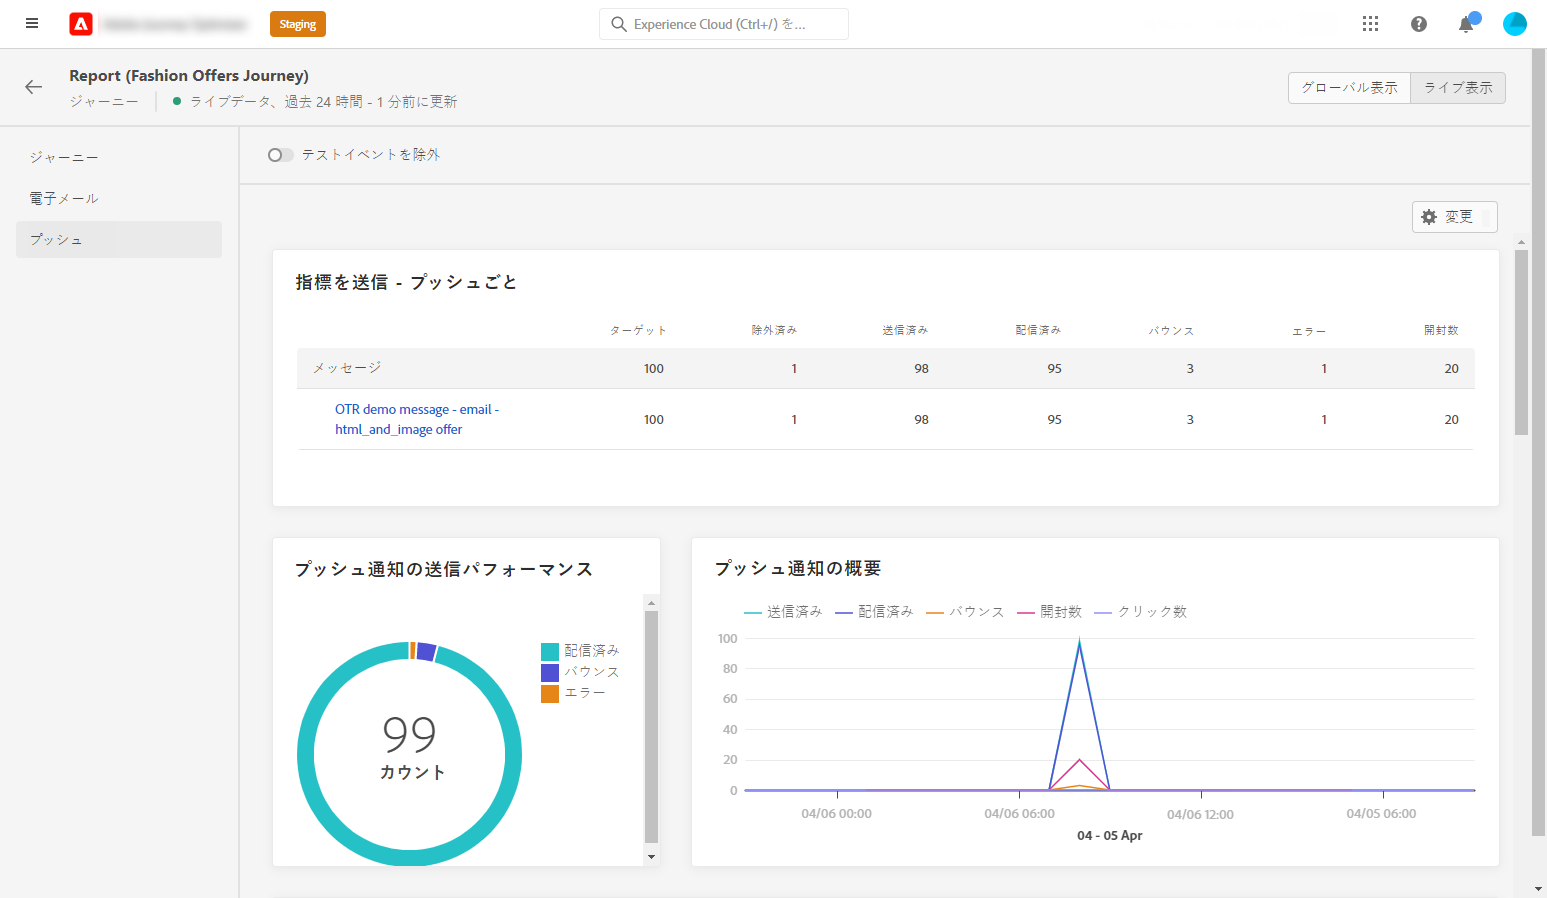 Staging
Experience Cloud (Ctrl+/) を...
Report (Fashion Offers Journey)
ジャーニー
ライブデータ、過去 24 時間 - 1 分前に更新
グローバル表示
ライブ表示
ジャーニー
電子メール
プッシュ
テストイベントを除外
変更
指標を送信 - プッシュごと
ターゲット 除外済み 送信済み 配信済み バウンス エラー 開封数
メッセージ 100 1 98 95 3 1 20
OTR demo message - email - 100 1 98 95 3 1 20
html_and_image offer
プッシュ通知の送信パフォーマンス
配信済み
バウンス
エラー
99
カウント
プッシュ通知の概要
送信済み 配信済み バウンス 開封数 クリック数
100
80
60
40
20
0
04/06 00:00 04/06 06:00 04/06 12:00 04/05 06:00
04 - 05 Apr